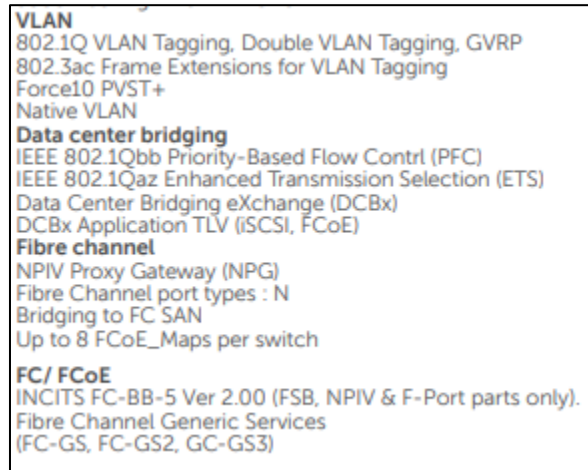 VLAN
802.1Q VLAN Tagging, Double VLAN Tagging, GVRP
802.3ac Frame Extensions for VLAN Tagging
Force10 PVST+
Native VLAN
Data center bridging
IEEE 802.1Qbb Priority-Based Flow Contrl (PFC)
IEEE 802.1Qaz Enhanced Transmission Selection (ETS)
Data Center Bridging eXchange (DCBx)
DCBx Application TLV (iSCSI, FCoE)
Fibre channel
NPIV Proxy Gateway (NPG)
Fibre Channel port types : N
Bridging to FC SAN
Up to 8 FCoE_Maps per switch
FC/ FCoE
INCITS FC-BB-5 Ver 2.00 (FSB, NPIV & F-Port parts only).
Fibre Channel Generic Services
(FC-GS, FC-GS2, GC-GS3)